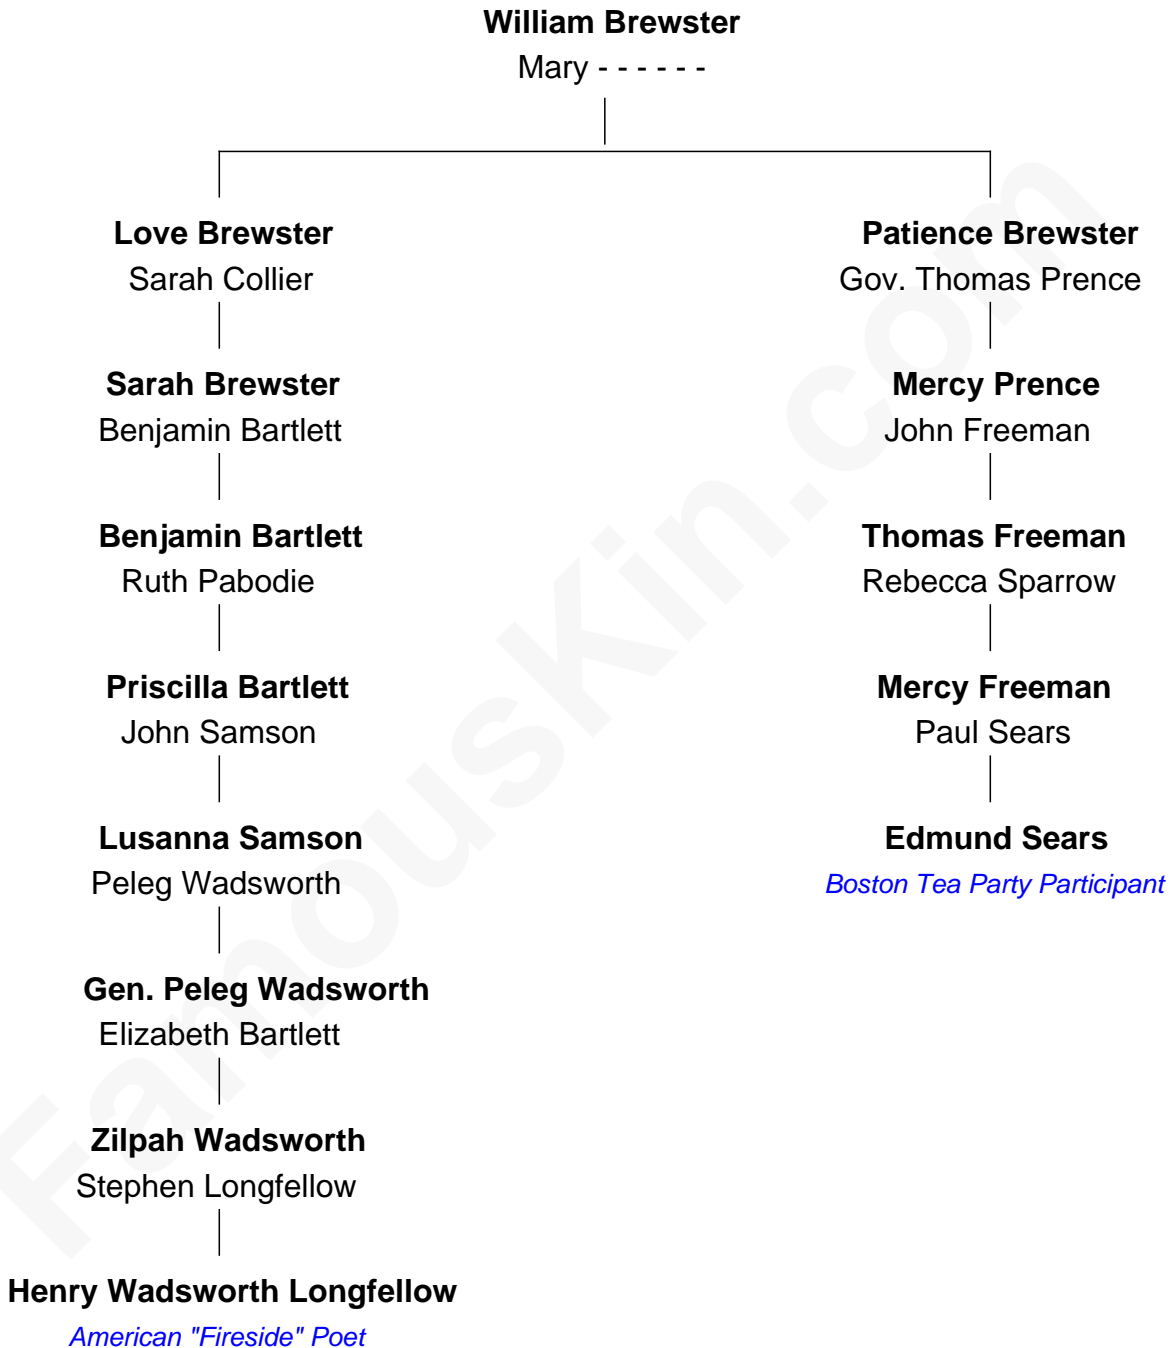 William Brewster
Mary - - - - - -
Love Brewster
Sarah Collier
Sarah Brewster
Benjamin Bartlett
Benjamin Bartlett
Ruth Pabodie
Priscilla Bartlett
John Samson
Lusanna Samson
Peleg Wadsworth
Gen. Peleg Wadsworth
Elizabeth Bartlett
Zilpah Wadsworth
Stephen Longfellow
Henry Wadsworth Longfellow
American "Fireside" Poet
Patience Brewster
Gov. Thomas Prence
Mercy Prence
John Freeman
Thomas Freeman
Rebecca Sparrow
Mercy Freeman
Paul Sears
Edmund Sears
Boston Tea Party Participant
FamousKin.com